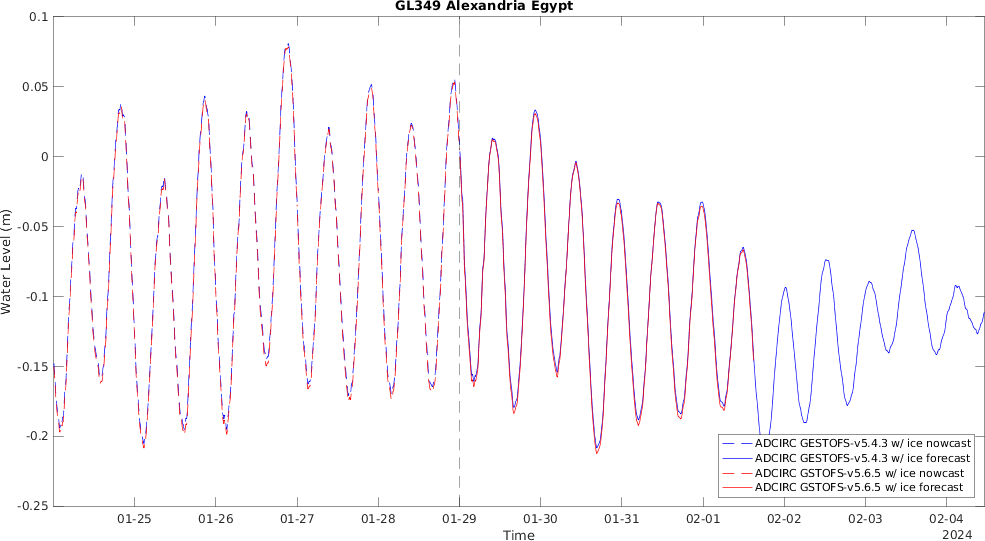 GL349 Alexandria Egypt
0.1
0.05
0
-0.05
-0.1
-0.15
-0.2
-0.25
Water Level (m)
ADCIRC GESTOFS-v5.4.3 w/ ice nowcast
ADCIRC GESTOFS-v5.4.3 w/ ice forecast
ADCIRC GSTOFS-v5.6.5 w/ ice nowcast
ADCIRC GSTOFS-v5.6.5 w/ ice forecast
01-25 01-26 01-27 01-28 01-29 01-30 01-31 02-01 02-02 02-03 02-04
Time
2024